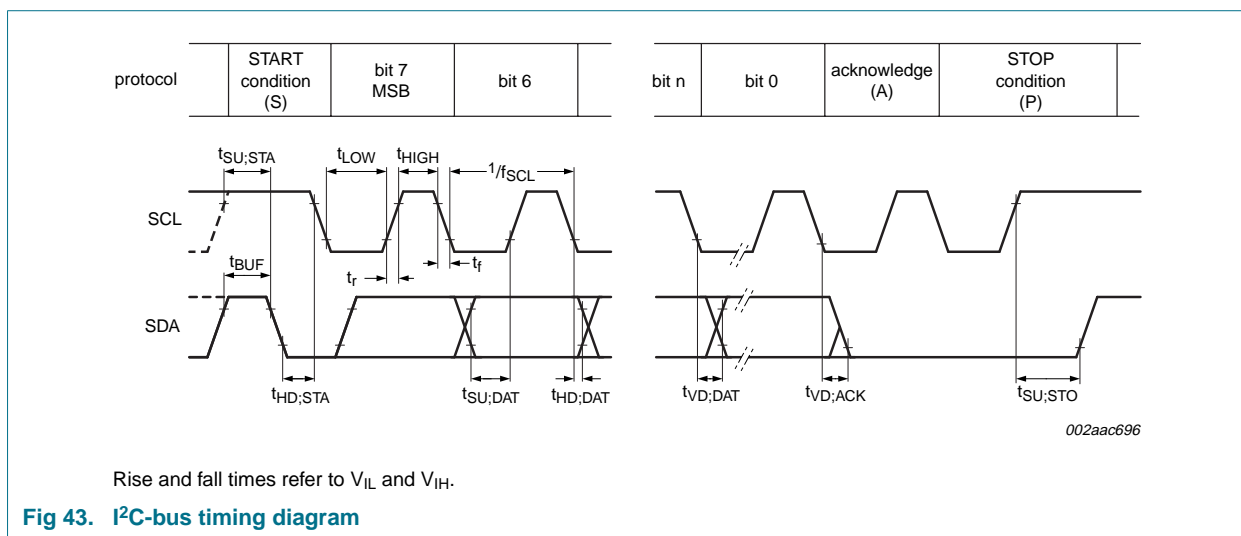 protocol
START
condition
(S)
bit 7
MSB
bit 6
bit n
bit 0
acknowledge
(A)
STOP
condition
(P)
tSU;STA
tLOW
tHIGH
1/fSCL
SCL
tBUF
tr
tf
SDA
tHD;STA
tSU;DAT
tHD;DAT
tVD;DAT
tVD;ACK
tSU;STO
002aac696
Rise and fall times refer to VIL and VIH.
Fig 43. I²C-bus timing diagram